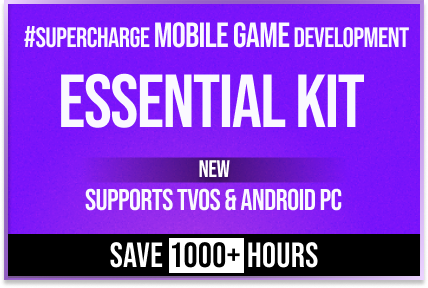 #SUPERCHARGE MOBILE GAME DEVELOPMENT
ESSENTIAL KIT
NEW
SUPPORTS TVOS & ANDROID PC
SAVE 1000+ HOURS